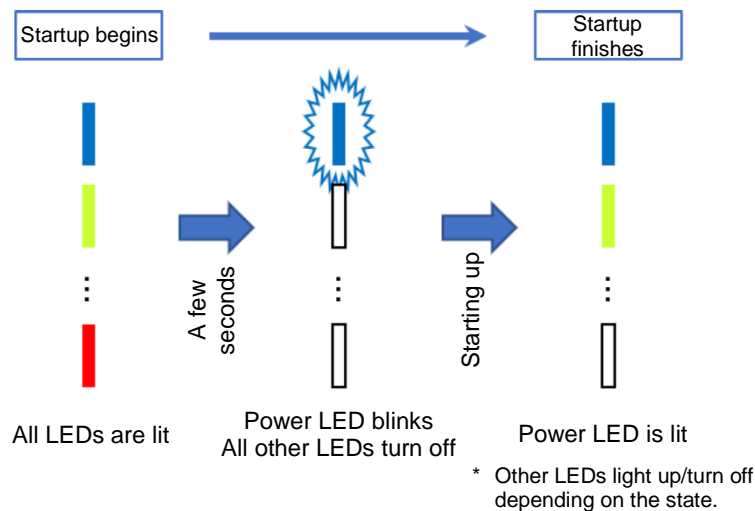 Startup begins
Startup
finishes
A few
seconds
Starting up
All LEDs are lit
Power LED blinks
All other LEDs turn off
Power LED is lit
* Other LEDs light up/turn off
depending on the state.